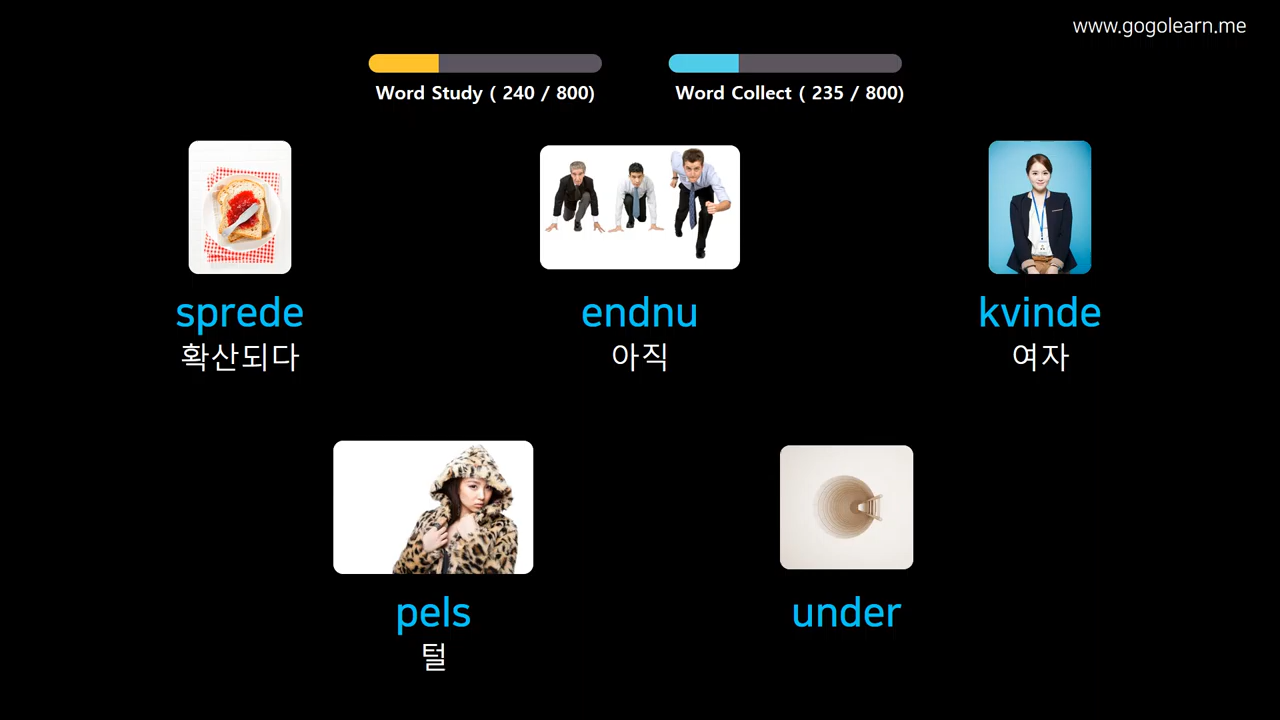 www.gogolearn.me
Word Study ( 240 / 800)
Word Collect ( 235 / 800)
sprede
확산되다
endnu
아직
kvinde
여자
pels
털
under